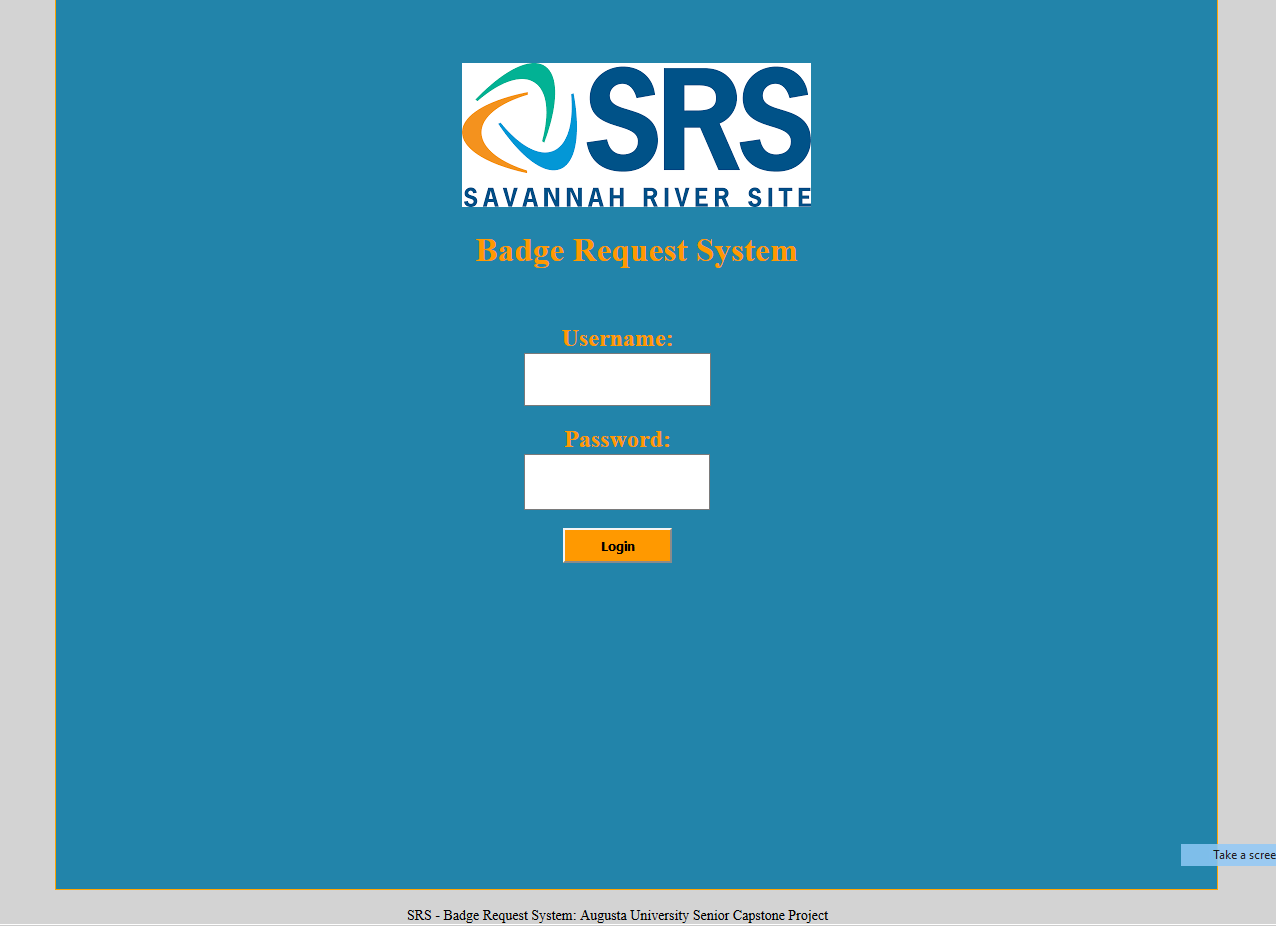 SRS
SAVANNAH RIVER SITE
Badge Request System
Username:
Password:
Login
Take a scree
SRS - Badge Request System: Augusta University Senior Capstone Project